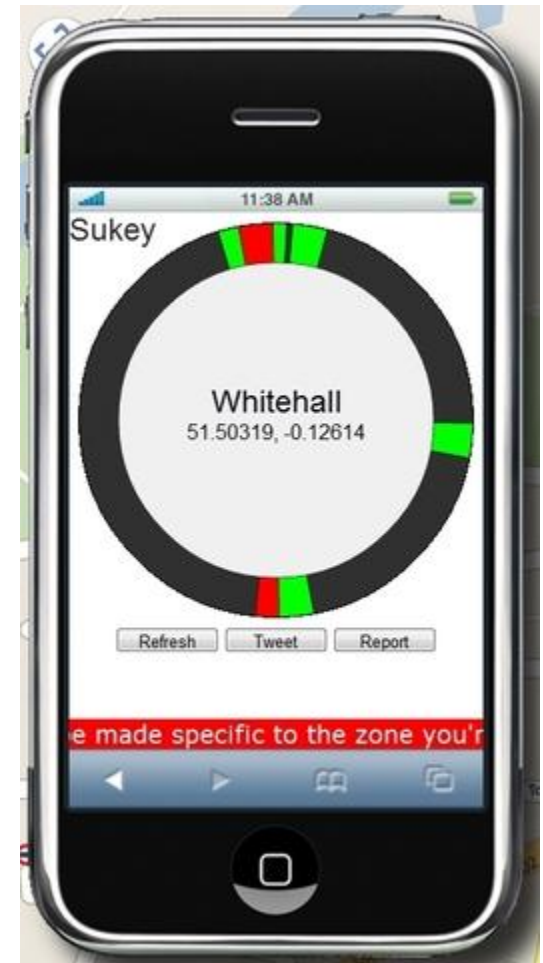 11:38 AM
Sukey
Whitehall
51.50319, -0.12614
Refresh Tweet Report
e made specific to the zone you'r